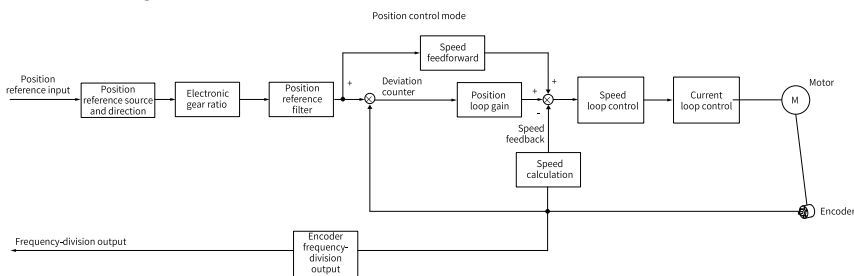 Position control mode
Speed
feedforward
Position
reference input
Position
reference source
and direction
Electronic
gear ratio
Position
reference
filter
+
Deviation
counter
Position
loop gain
+
+
-
Speed
feedback
Speed
loop control
Current
loop control
Motor
M
Speed
calculation
Encoder
Frequency-division output
Encoder
frequency-
division
output